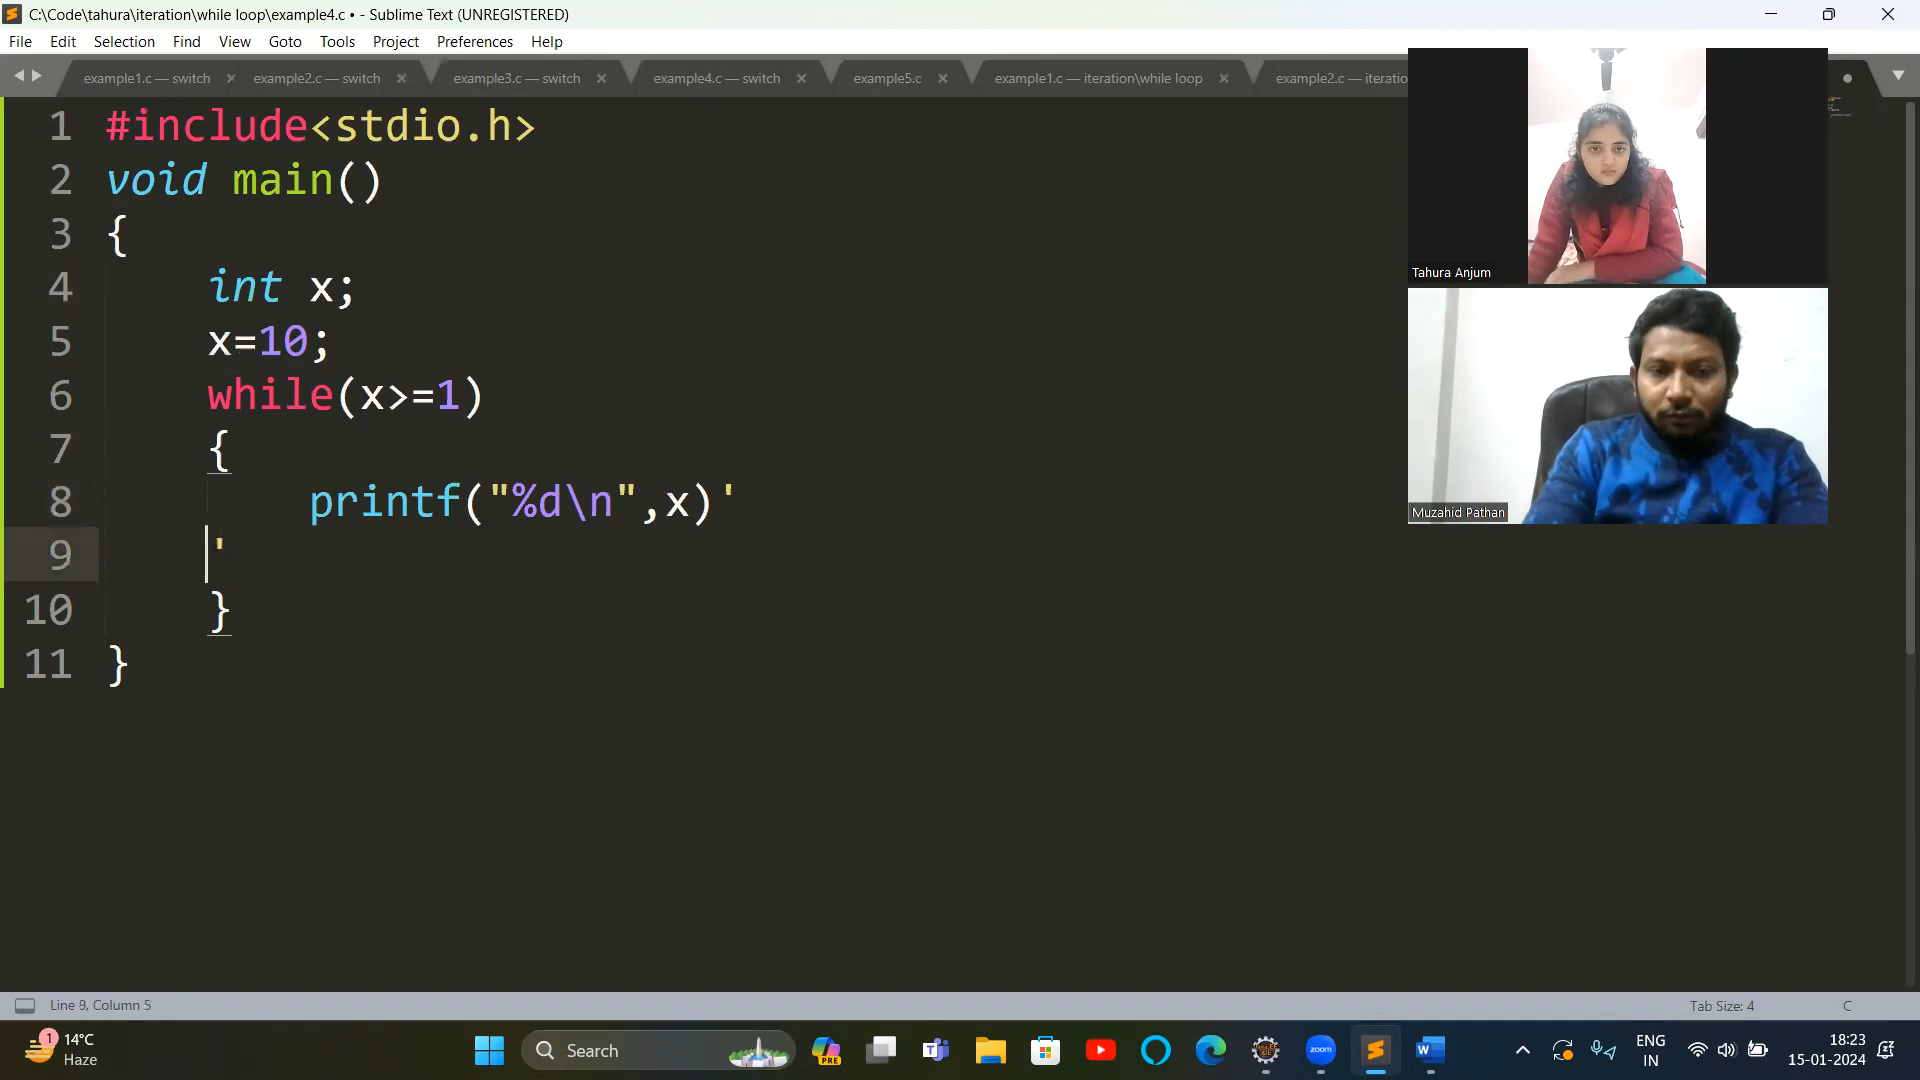 C:\Code\tahura\iteration\while loop\example4.c • - Sublime Text (UNREGISTERED)
File Edit Selection Find View Goto Tools Project Preferences Help
example1.c — switch example2.c — switch example3.c — switch example4.c — switch example5.c example1.c — iteration\while loop example2.c — iteratio
1 #include<stdio.h>
2 void main()
3 {
4 int x;
5 x=10;
6 while(x>=1)
7 {
8 printf("%d\n",x)'
9 '
10 }
11 }
Tahura Anjum
Muzahid Pathan
Line 9, Column 5 Tab Size: 4 C
1 14°C Haze
Search
PRE
zoom
ENG IN
18:23
15-01-2024